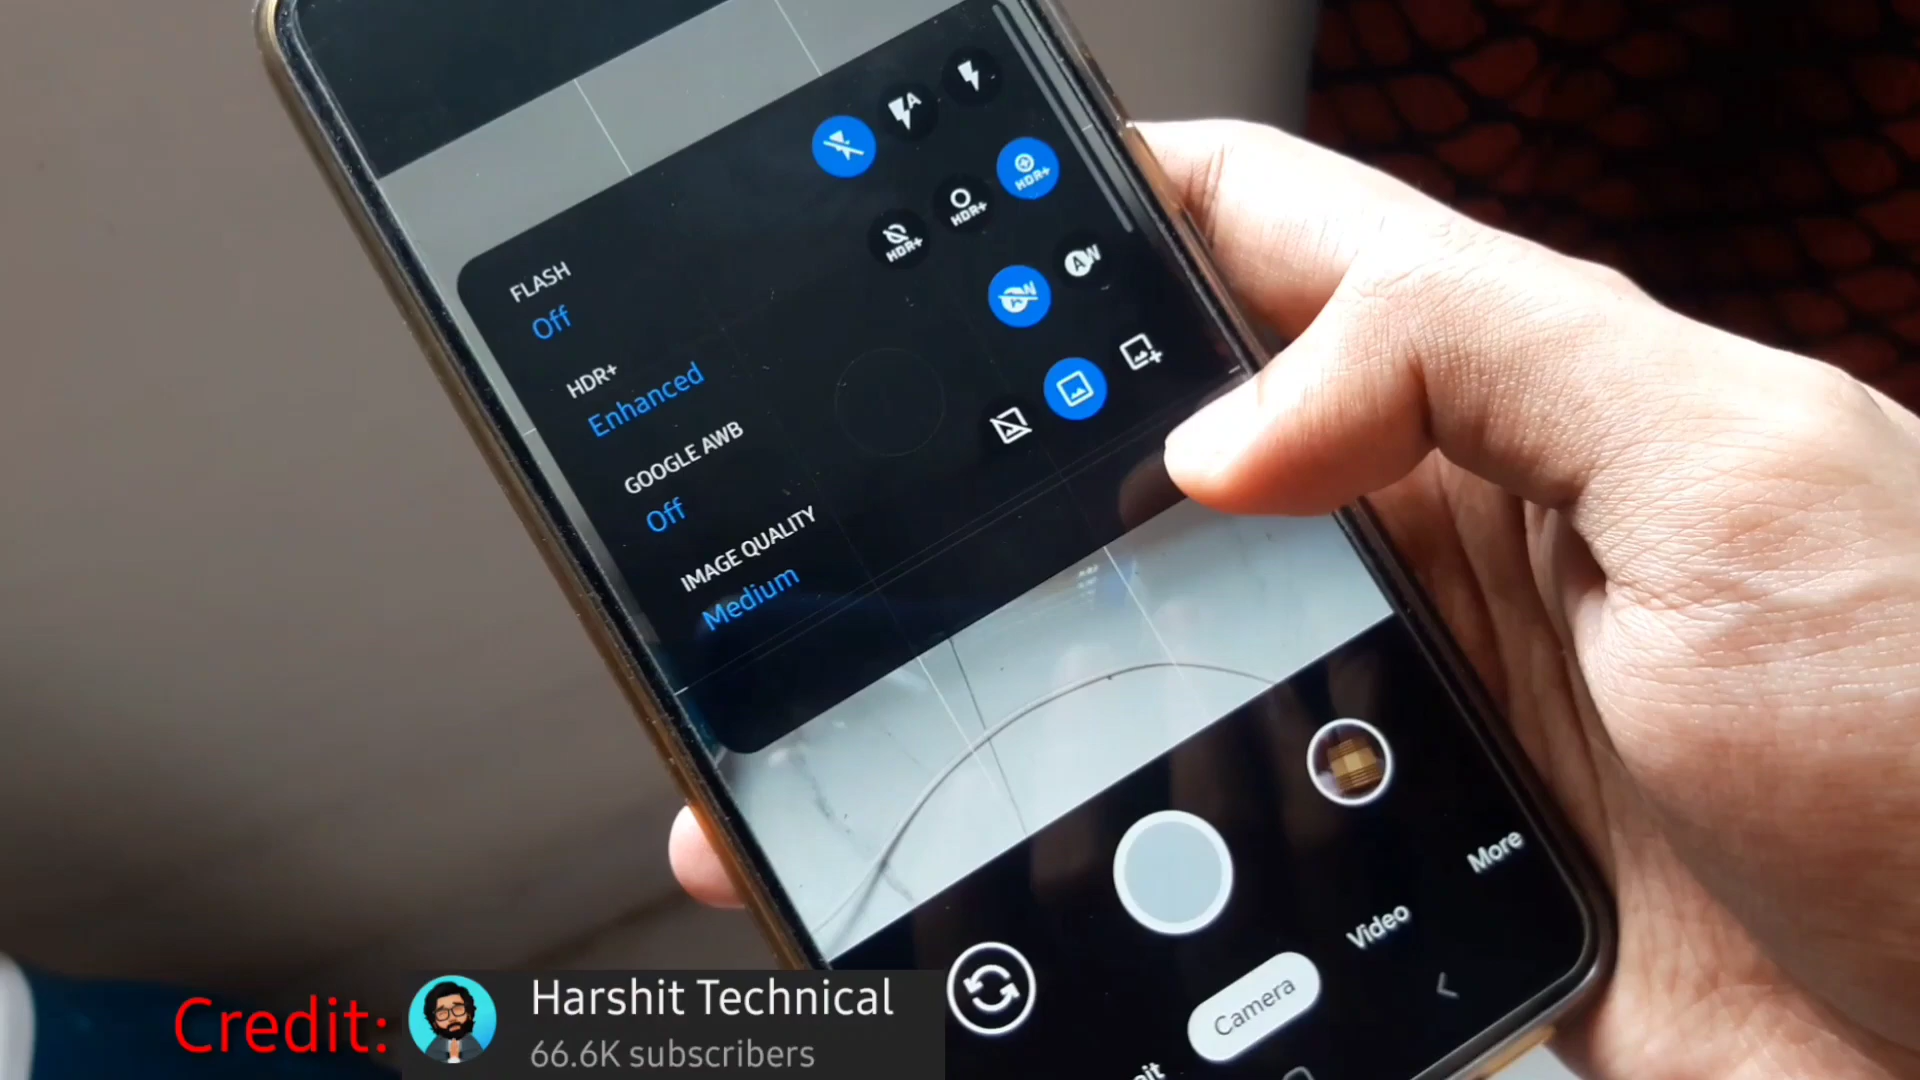 FLASH
Off
HDR+
Enhanced
GOOGLE AWB
Off
IMAGE QUALITY
Medium
A
HDR+
HDR+
HDR+
AW
More
Video
Camera
Credit:
Harshit Technical
66.6K subscribers